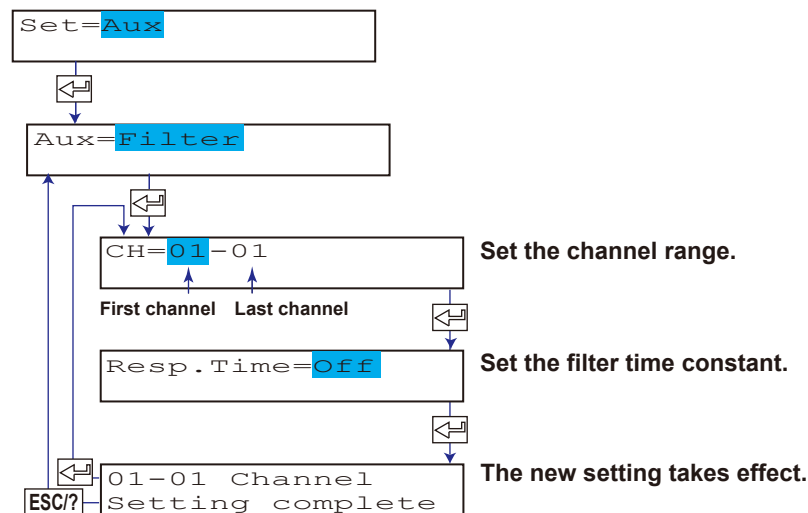 Set=Aux
Aux=Filter
CH=01-01
Set the channel range.
First channel Last channel
Resp.Time=Off
Set the filter time constant.
01-01 Channel
The new setting takes effect.
ESC/? Setting complete